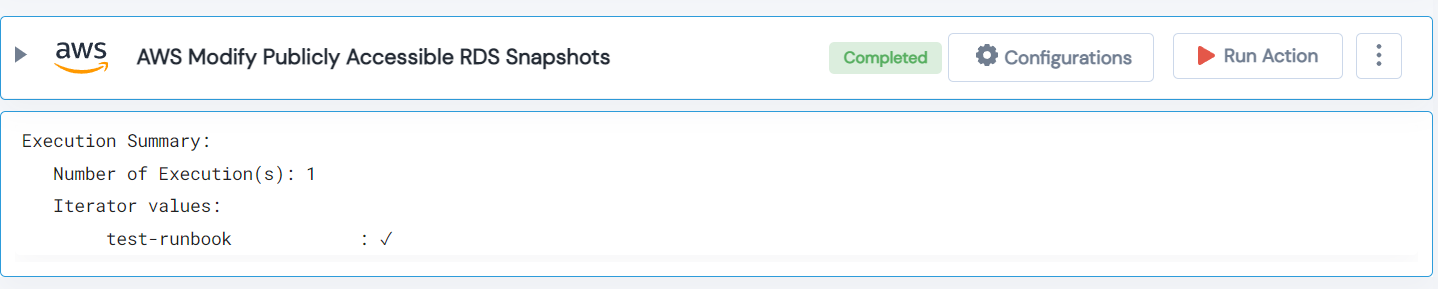 aws AWS Modify Publicly Accessible RDS Snapshots Completed Configurations Run Action
Execution Summary:
Number of Execution(s): 1
Iterator values:
test-runbook : ✓